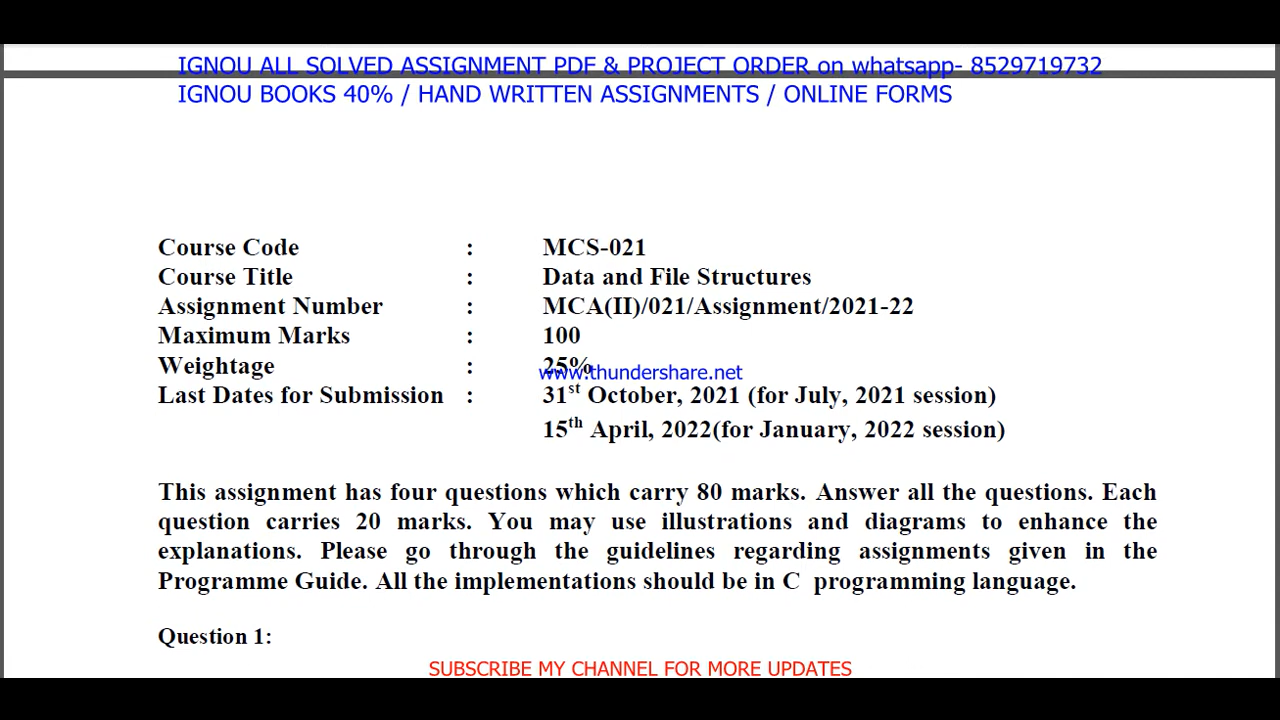 IGNOU ALL SOLVED ASSIGNMENT PDF & PROJECT ORDER on whatsapp- 8529719732
IGNOU BOOKS 40% / HAND WRITTEN ASSIGNMENTS / ONLINE FORMS
Course Code : MCS-021
Course Title : Data and File Structures
Assignment Number : MCA(II)/021/Assignment/2021-22
Maximum Marks : 100
Weightage : 25%
www.thundershare.net
Last Dates for Submission : 31st October, 2021 (for July, 2021 session)
15th April, 2022(for January, 2022 session)
This assignment has four questions which carry 80 marks. Answer all the questions. Each
question carries 20 marks. You may use illustrations and diagrams to enhance the
explanations. Please go through the guidelines regarding assignments given in the
Programme Guide. All the implementations should be in C programming language.
Question 1:
SUBSCRIBE MY CHANNEL FOR MORE UPDATES